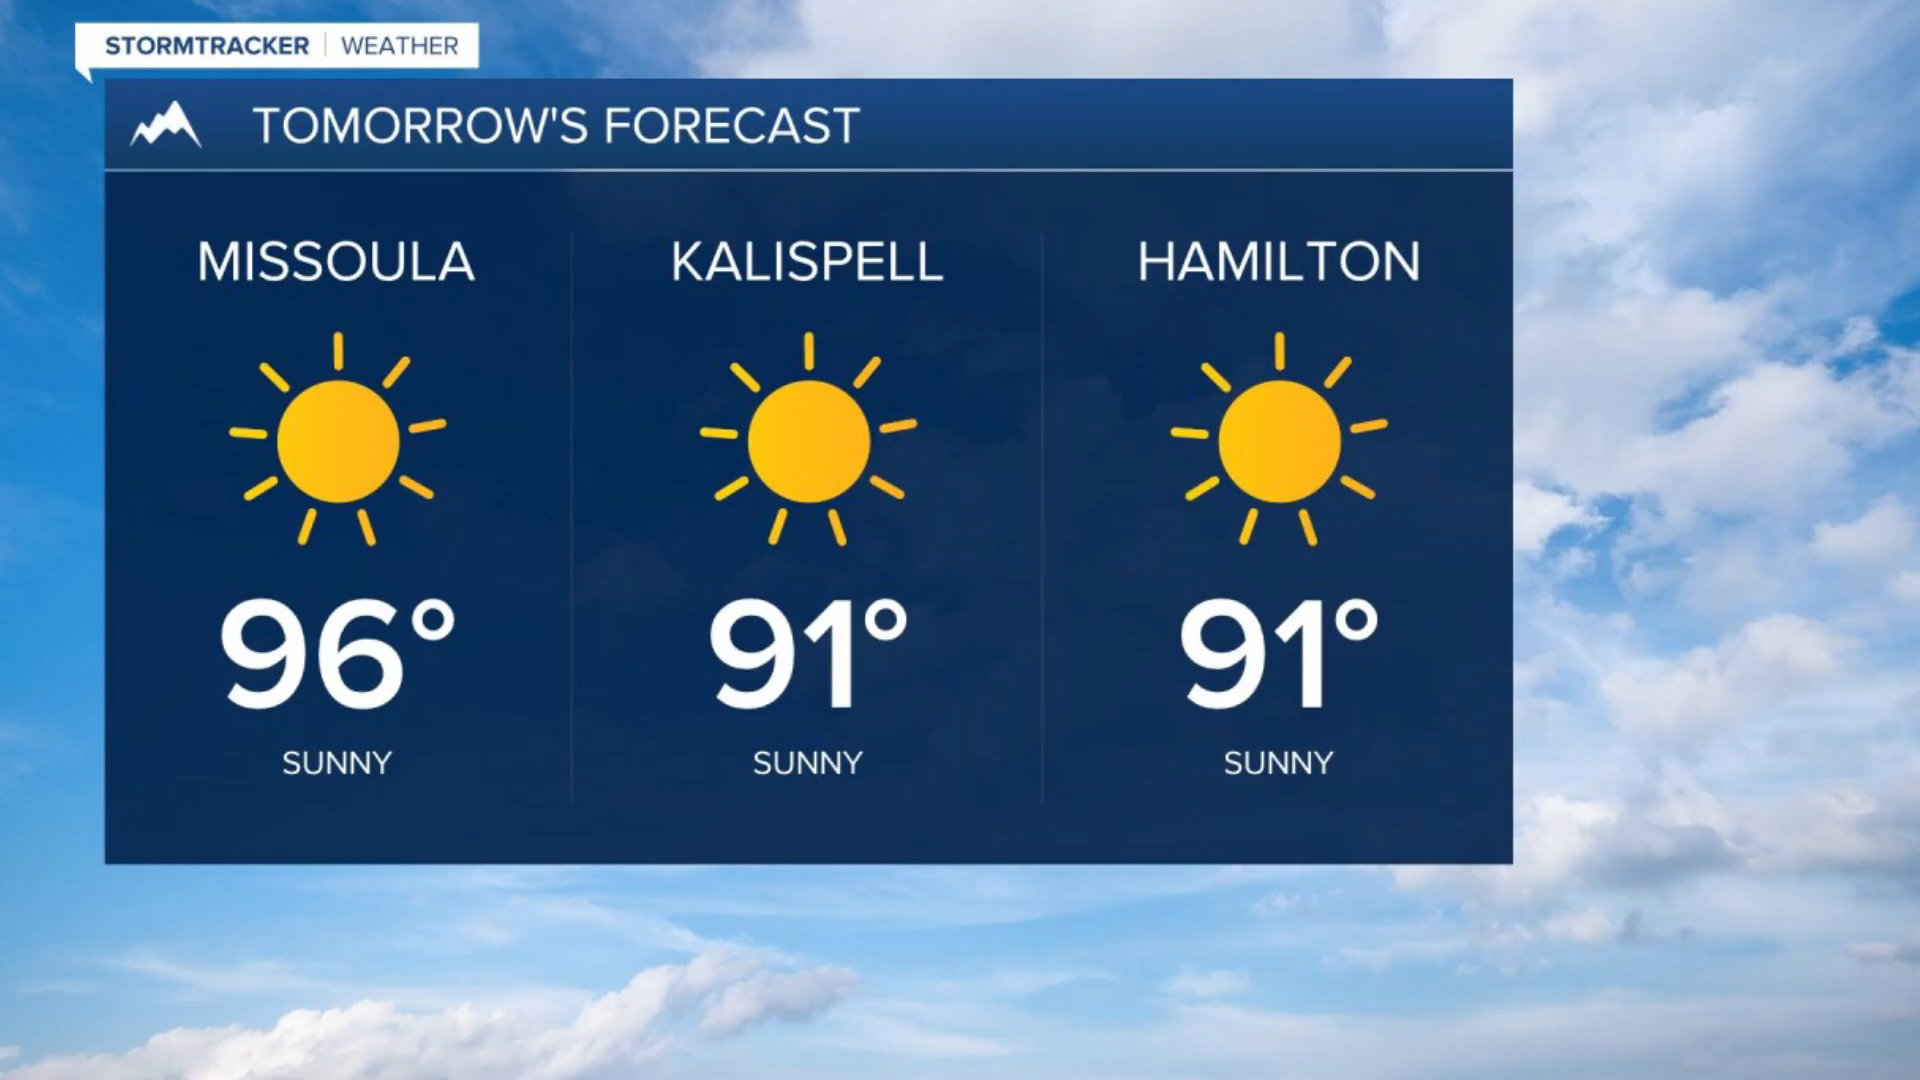 STORMTRACKER | WEATHER
TOMORROW'S FORECAST
MISSOULA
96°
SUNNY
KALISPELL
91°
SUNNY
HAMILTON
91°
SUNNY